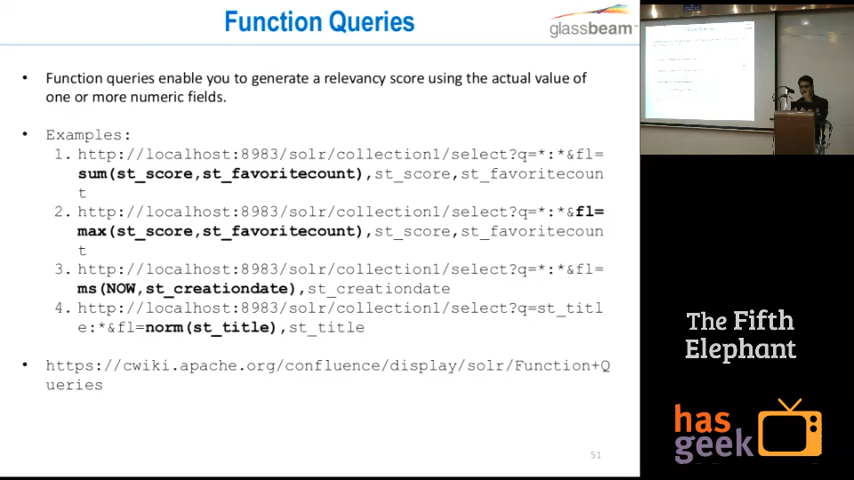 Function Queries
glassbeam
• Function queries enable you to generate a relevancy score using the actual value of
one or more numeric fields.
• Examples:
1. http://localhost:8983/solr/collection1/select?q=*:*&fl=
sum(st_score,st_favoritecount),st_score,st_favoritecoun
t
2. http://localhost:8983/solr/collection1/select?q=*:*&fl=
max(st_score,st_favoritecount),st_score,st_favoritecoun
t
3. http://localhost:8983/solr/collection1/select?q=*:*&fl=
ms(NOW,st_creationdate),st_creationdate
4. http://localhost:8983/solr/collection1/select?q=st_titl
e:*&fl=norm(st_title),st_title
• https://cwiki.apache.org/confluence/display/solr/Function+Q
ueries
51
The Fifth
Elephant
has
geek